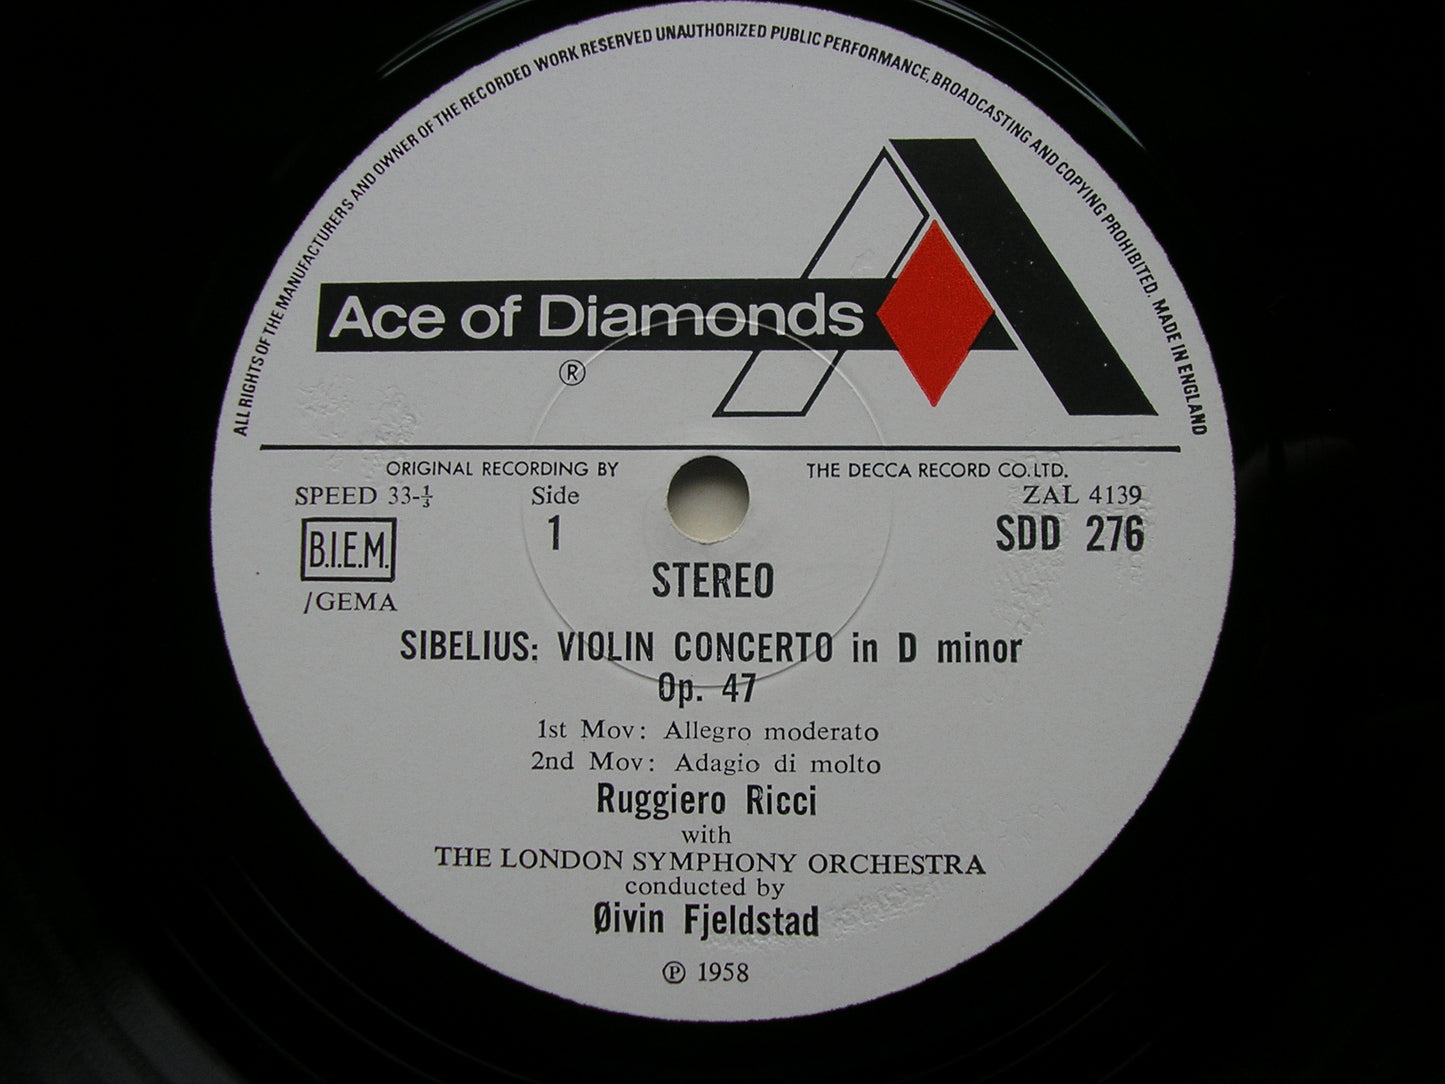 ALL RIGHTS OF THE MANUFACTURERS AND OWNER OF THE RECORDED WORK RESERVED UNAUTHORIZED PUBLIC PERFORMANCE, BROADCASTING AND COPYING PROHIBITED. MADE IN ENGLAND
Ace of Diamonds
®
ORIGINAL RECORDING BY THE DECCA RECORD CO. LTD.
SPEED 33-⅓ Side ZAL 4139
1 SDD 276
B.I.E.M.
/GEMA
STEREO
SIBELIUS: VIOLIN CONCERTO in D minor
Op. 47
1st Mov: Allegro moderato
2nd Mov: Adagio di molto
Ruggiero Ricci
with
THE LONDON SYMPHONY ORCHESTRA
conducted by
Øivin Fjeldstad
℗ 1958